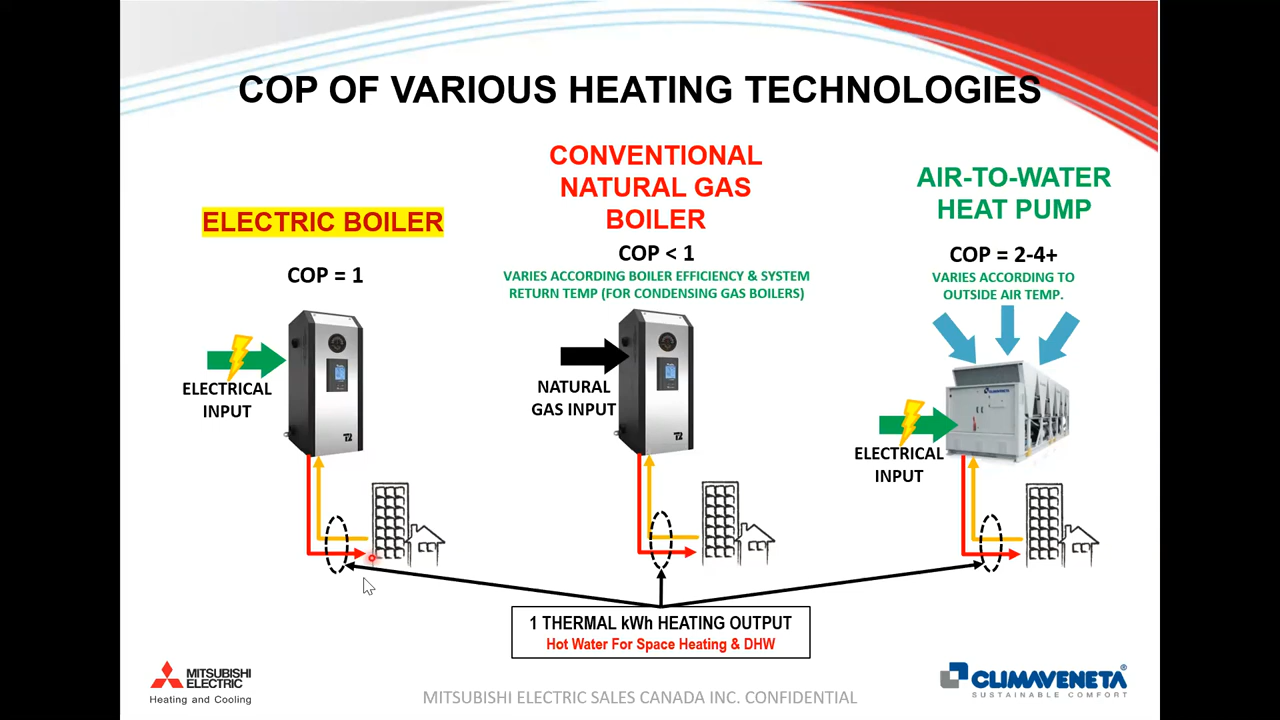 COP OF VARIOUS HEATING TECHNOLOGIES
ELECTRIC BOILER
COP = 1
ELECTRICAL
INPUT
CONVENTIONAL
NATURAL GAS
BOILER
COP < 1
VARIES ACCORDING BOILER EFFICIENCY & SYSTEM
RETURN TEMP (FOR CONDENSING GAS BOILERS)
NATURAL
GAS INPUT
AIR-TO-WATER
HEAT PUMP
COP = 2-4+
VARIES ACCORDING TO
OUTSIDE AIR TEMP.
CLIMAVENETA
ELECTRICAL
INPUT
1 THERMAL kWh HEATING OUTPUT
Hot Water For Space Heating & DHW
MITSUBISHI
ELECTRIC
Heating and Cooling
MITSUBISHI ELECTRIC SALES CANADA INC. CONFIDENTIAL
CLIMAVENETA
SUSTAINABLE COMFORT